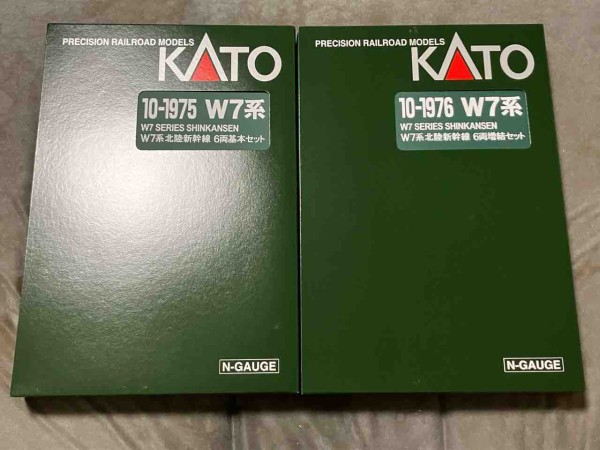 PRECISION RAILROAD MODELS
KATO
10-1975 W7系
W7 SERIES SHINKANSEN
W7系北陸新幹線 6両基本セット
N-GAUGE
PRECISION RAILROAD MODELS
KATO
10-1976 W7系
W7 SERIES SHINKANSEN
W7系北陸新幹線 6両増結セット
N-GAUGE